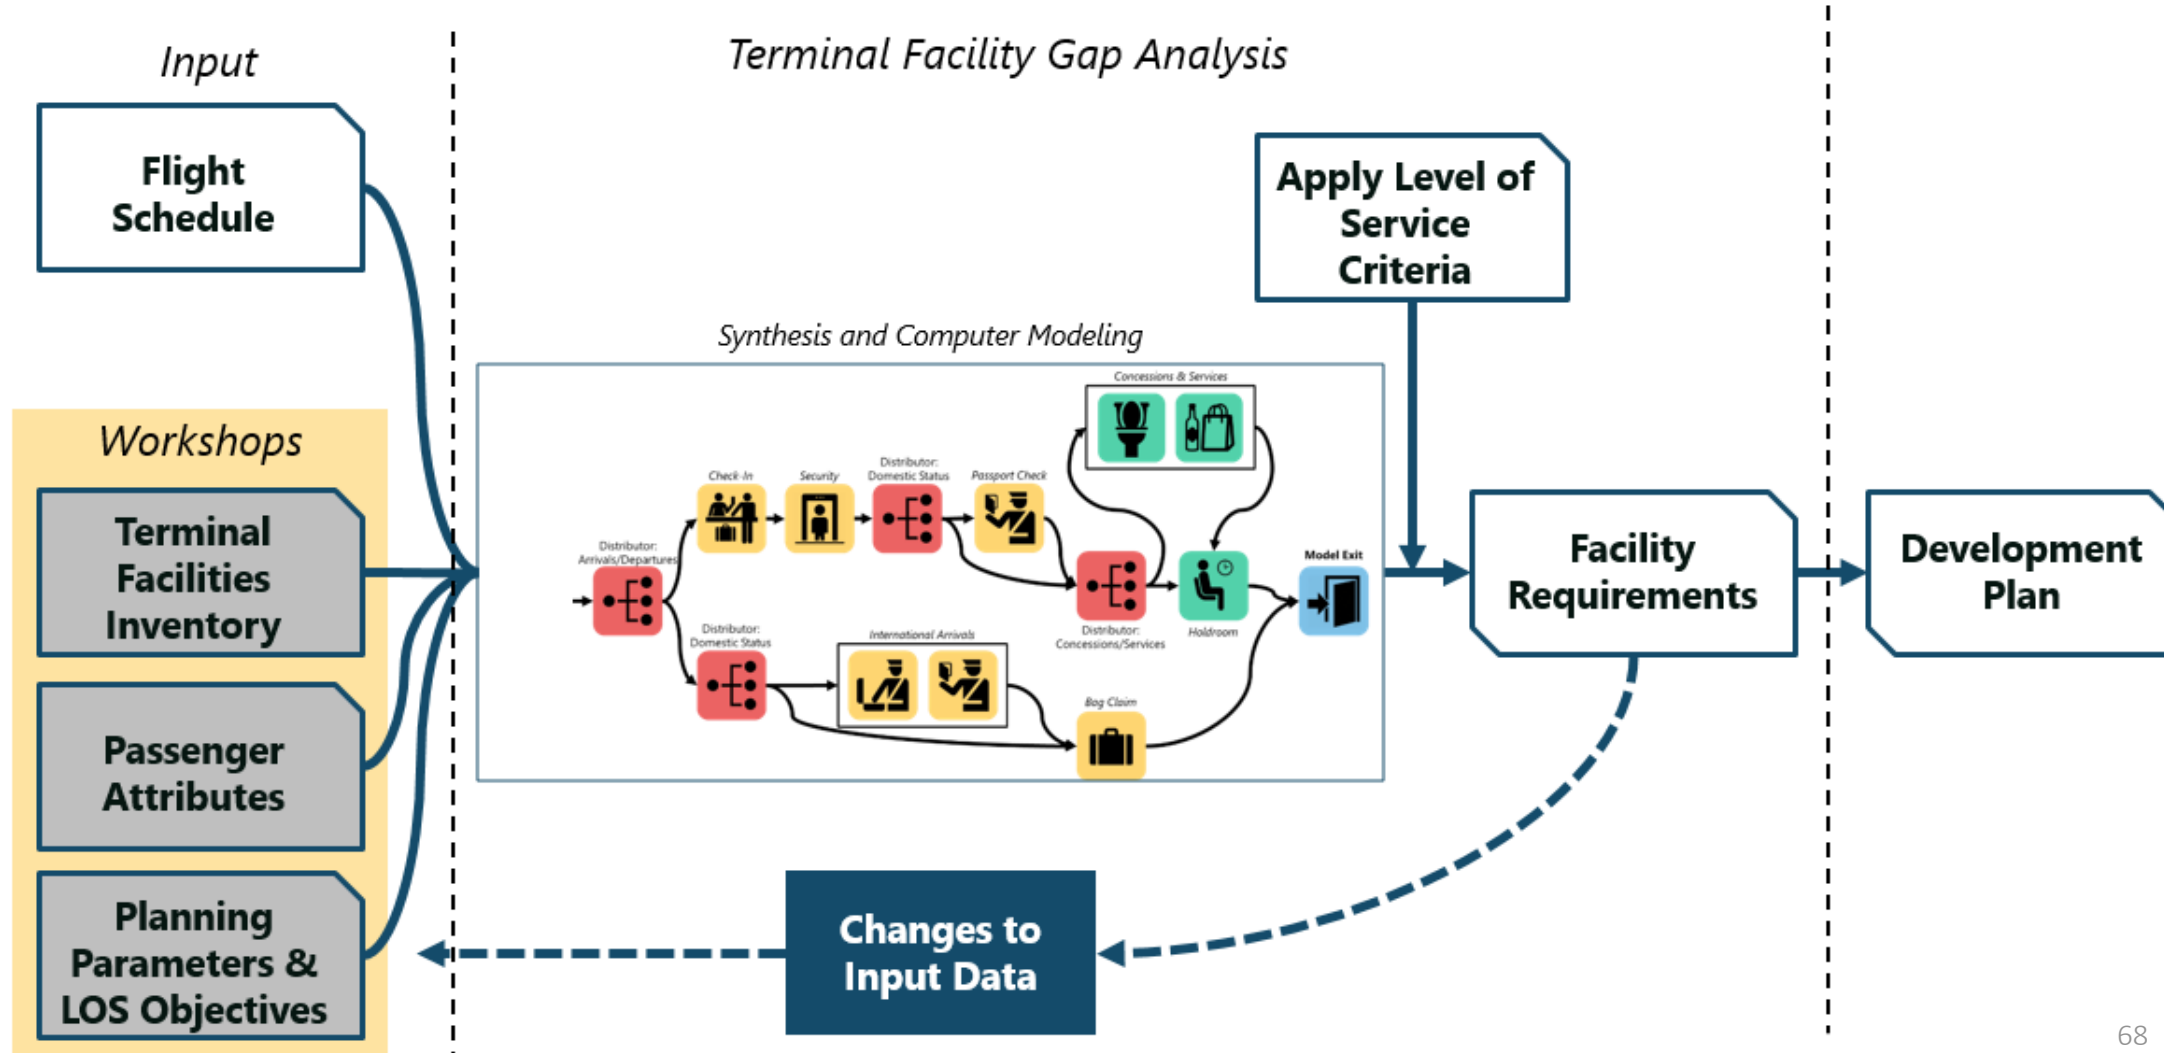 Input
Terminal Facility Gap Analysis
Flight
Schedule
Apply Level of
Service
Criteria
Workshops
Terminal
Facilities
Inventory
Passenger
Attributes
Planning
Parameters &
LOS Objectives
Synthesis and Computer Modeling
Concessions & Services
Check-In
Security
Distributor:
Domestic Status
Passport Check
Distributor:
Arrivals/Departures
Distributor:
Domestic Status
International Arrivals
Distributor:
Concessions/Services
Holdroom
Model Exit
Bag Claim
Facility
Requirements
Development
Plan
Changes to
Input Data
68